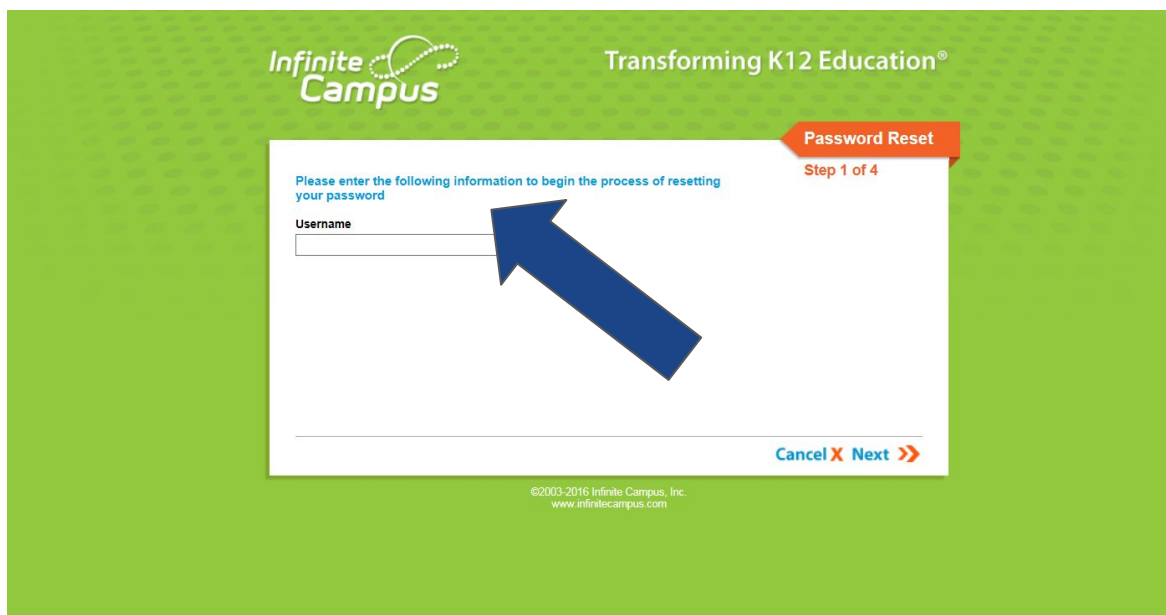 Infinite
Campus
Transforming K12 Education®
Password Reset
Step 1 of 4
Please enter the following information to begin the process of resetting
your password
Username
Cancel X Next
©2003-2016 Infinite Campus, Inc.
www.infinitecampus.com